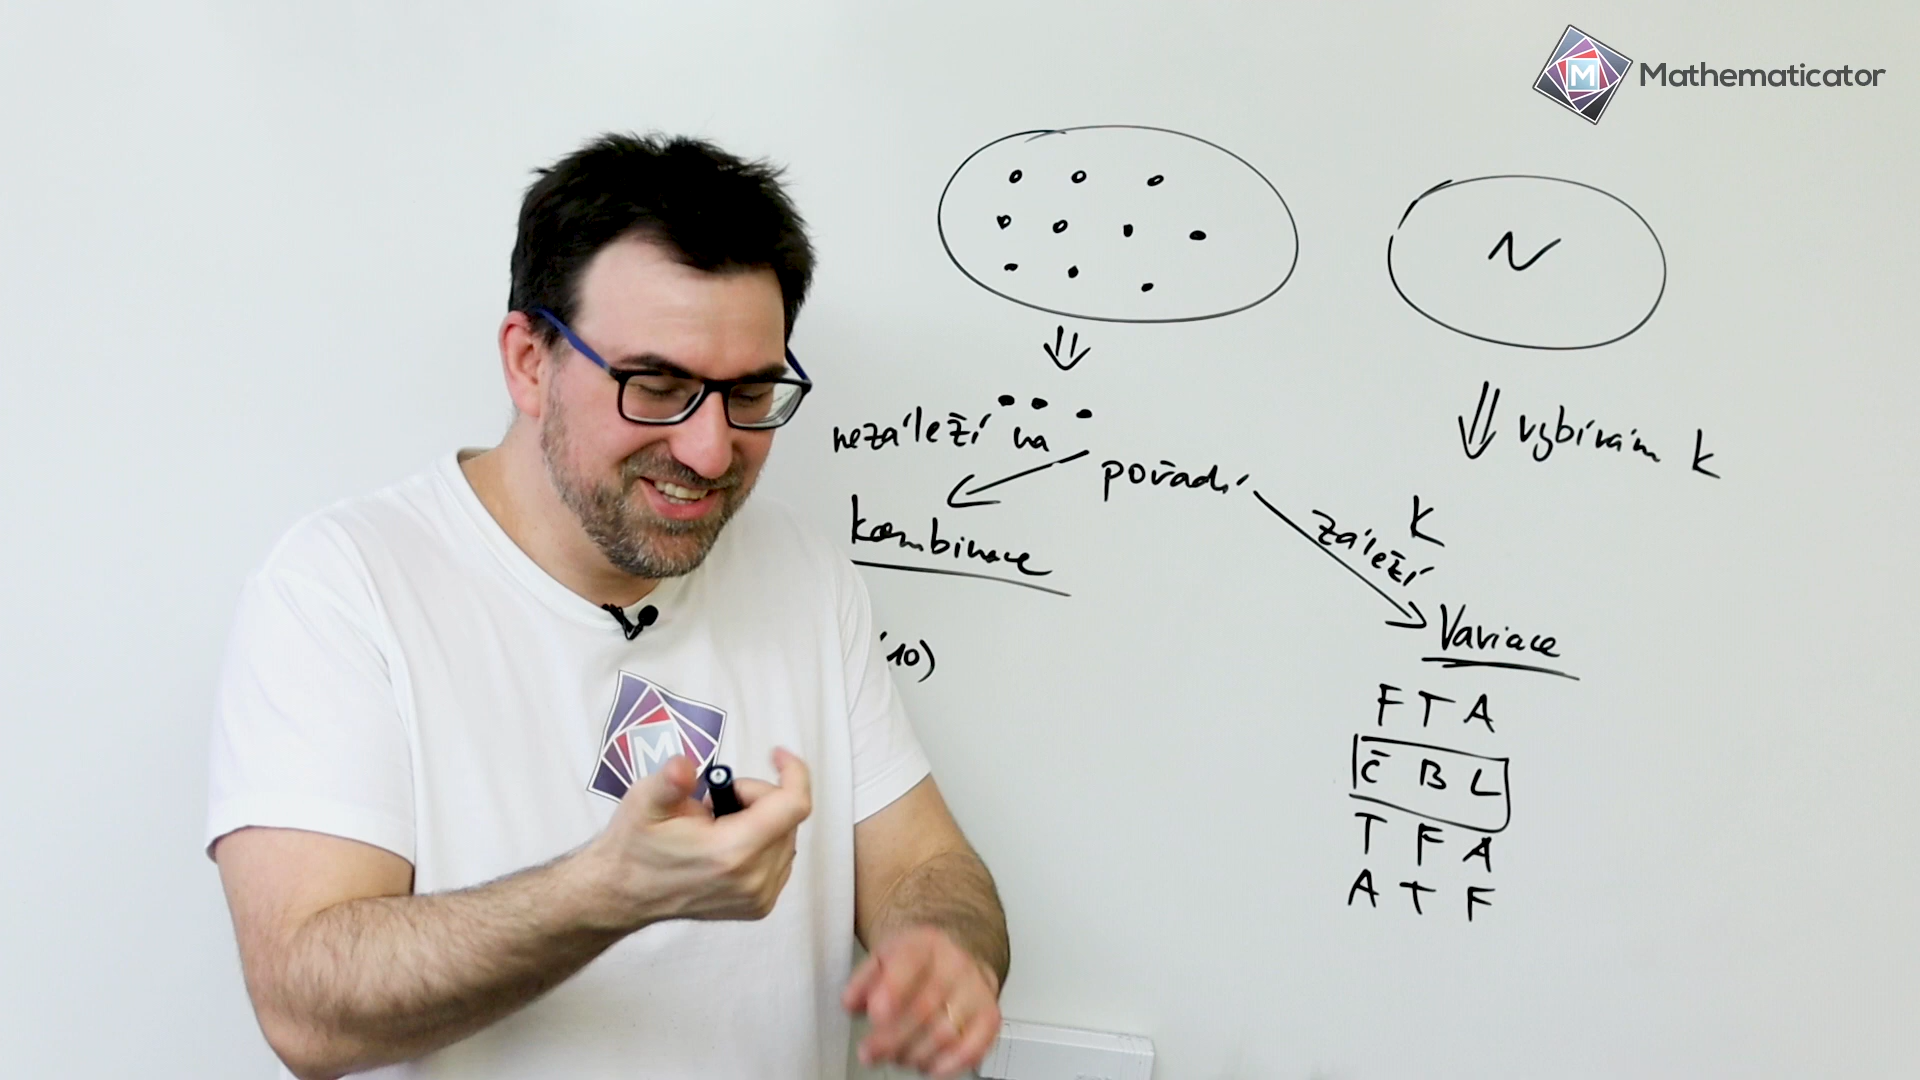 Mathematicator
M
N
nezáleží na
pořadí
vybírám k
k
záleží
kombinace
Variace
10)
F T A
Č B L
T F A
A T F
M